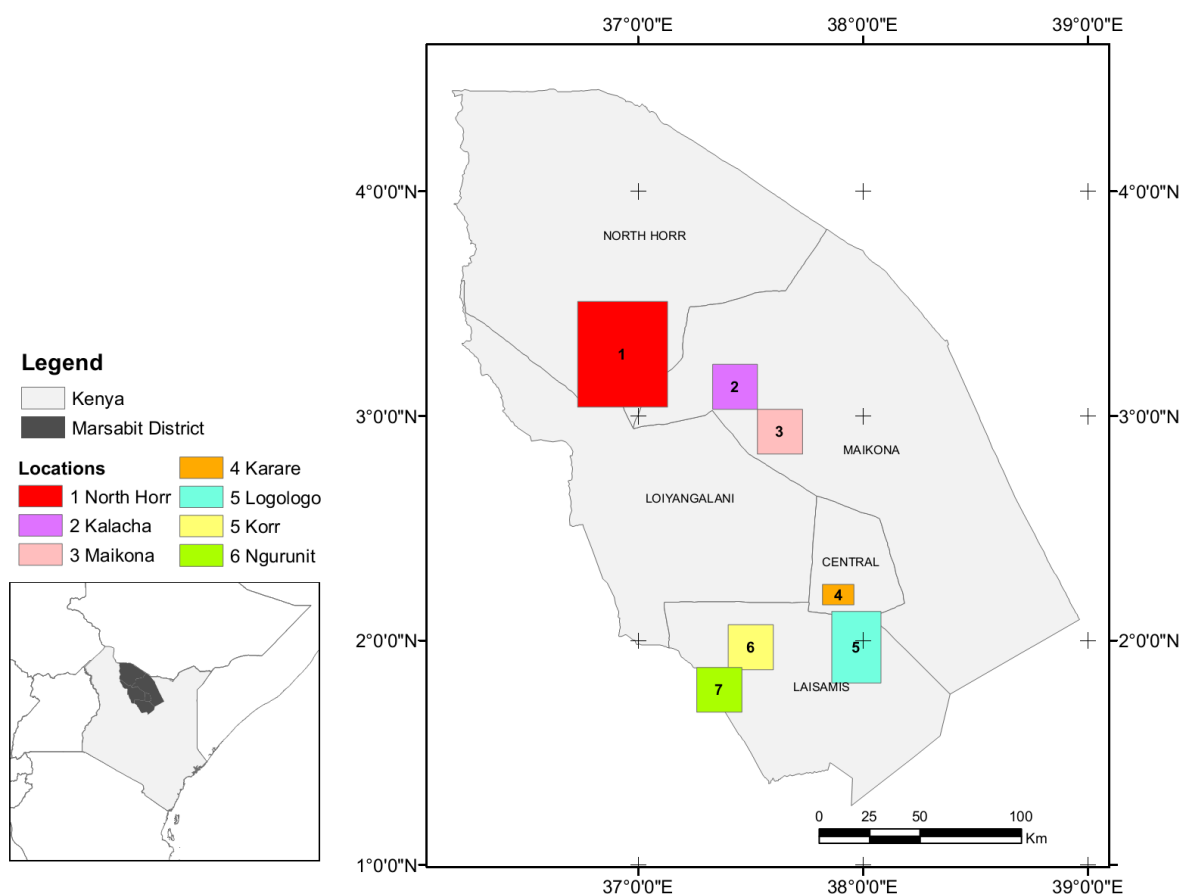 37°0'0"E 38°0'0"E 39°0'0"E
4°0'0"N 4°0'0"N
NORTH HORR
1
2
3°0'0"N 3°0'0"N
3
MAIKONA
LOIYANGALANI
CENTRAL
4
2°0'0"N 2°0'0"N
6 5
7 LAISAMIS
0 25 50 100
Km
1°0'0"N 1°0'0"N
37°0'0"E 38°0'0"E 39°0'0"E
Legend
Kenya
Marsabit District
Locations
1 North Horr
2 Kalacha
3 Maikona
4 Karare
5 Logologo
5 Korr
6 Ngurunit